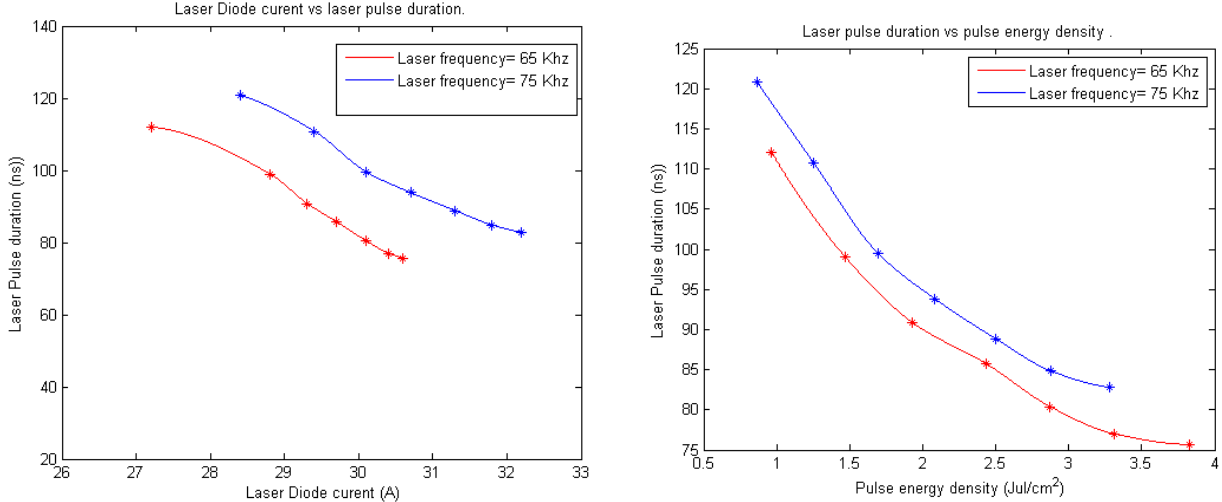 Laser Diode curent vs laser pulse duration.
140
120
100
80
60
40
20
Laser Pulse duration (ns))
Laser frequency= 65 Khz
Laser frequency= 75 Khz
26 27 28 29 30 31 32 33
Laser Diode curent (A)
Laser pulse duration vs pulse energy density .
125
120
115
110
105
100
95
90
85
80
75
Laser Pulse duration (ns))
Laser frequency= 65 Khz
Laser frequency= 75 Khz
0.5 1 1.5 2 2.5 3 3.5 4
Pulse energy density (Jul/cm²)